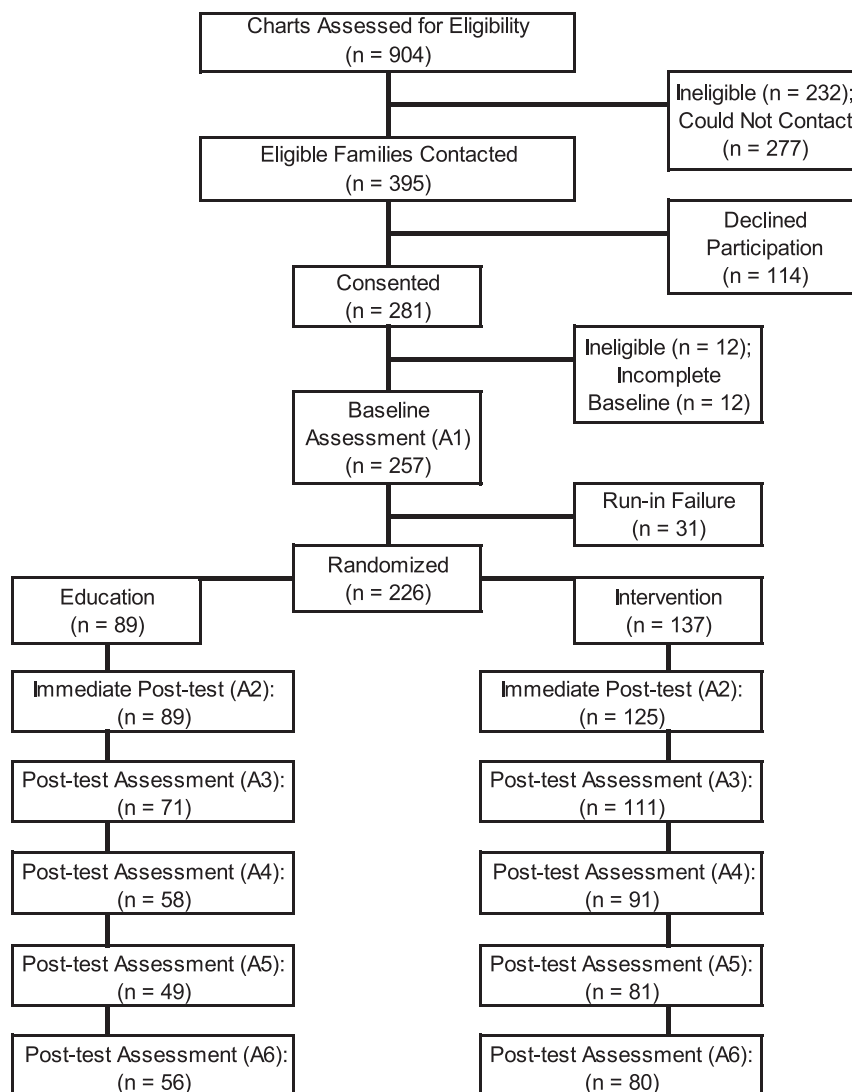 Charts Assessed for Eligibility
(n = 904)
Ineligible (n = 232);
Could Not Contact
(n = 277)
Eligible Families Contacted
(n = 395)
Declined
Participation
(n = 114)
Consented
(n = 281)
Ineligible (n = 12);
Incomplete
Baseline (n = 12)
Baseline
Assessment (A1)
(n = 257)
Run-in Failure
(n = 31)
Randomized
(n = 226)
Education
(n = 89)
Intervention
(n = 137)
Immediate Post-test (A2):
(n = 89)
Immediate Post-test (A2):
(n = 125)
Post-test Assessment (A3):
(n = 71)
Post-test Assessment (A3):
(n = 111)
Post-test Assessment (A4):
(n = 58)
Post-test Assessment (A4):
(n = 91)
Post-test Assessment (A5):
(n = 49)
Post-test Assessment (A5):
(n = 81)
Post-test Assessment (A6):
(n = 56)
Post-test Assessment (A6):
(n = 80)